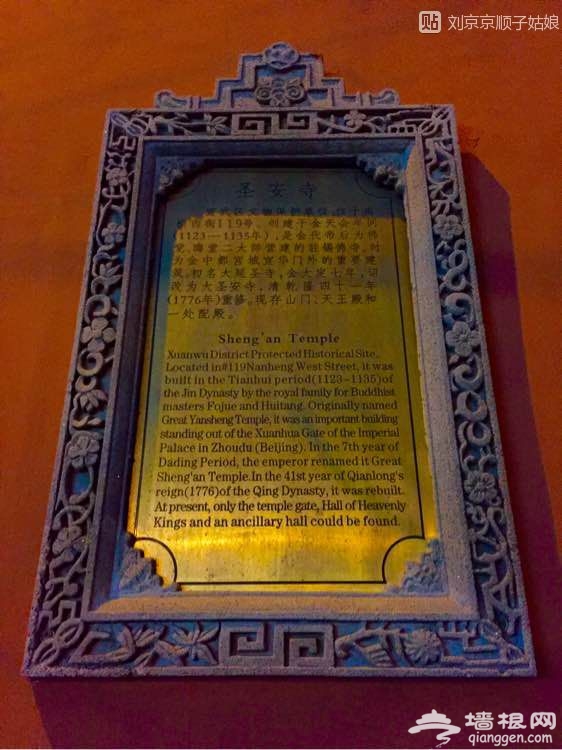 贴 刘京京顺子姑娘
圣安寺
宣武区文物保护单位。位于南
横西街119号。创建于金天会年间
(1123—1135年)，是金代帝后为佛
觉、晦堂二大师营建的驻锡佛寺。时
为金中都宫城宣华门外的重要建
筑。初名大延圣寺，金大定七年，诏
改为大圣安寺，清乾隆四十一年
(1776年)重修。现存山门、天王殿和
一处配殿。
Sheng'an Temple
Xuanwu District Protected Historical Site.
Located in#119Nanheng West Street, it was
built in the Tianhui period(1123–1135)of
the Jin Dynasty by the royal family for Buddhist
masters Fojue and Huitang. Originally named
Great Yansheng Temple, it was an important building
standing out of the Xuanhua Gate of the Imperial
Palace in Zhoudu (Beijing). In the 7th year of
Dading Period, the emperor renamed it Great
Sheng'an Temple.In the 41st year of Qianlong's
reign(1776)of the Qing Dynasty, it was rebuilt.
At present, only the temple gate, Hall of Heavenly
Kings and an ancillary hall could be found.
墙根网
qianggen.com